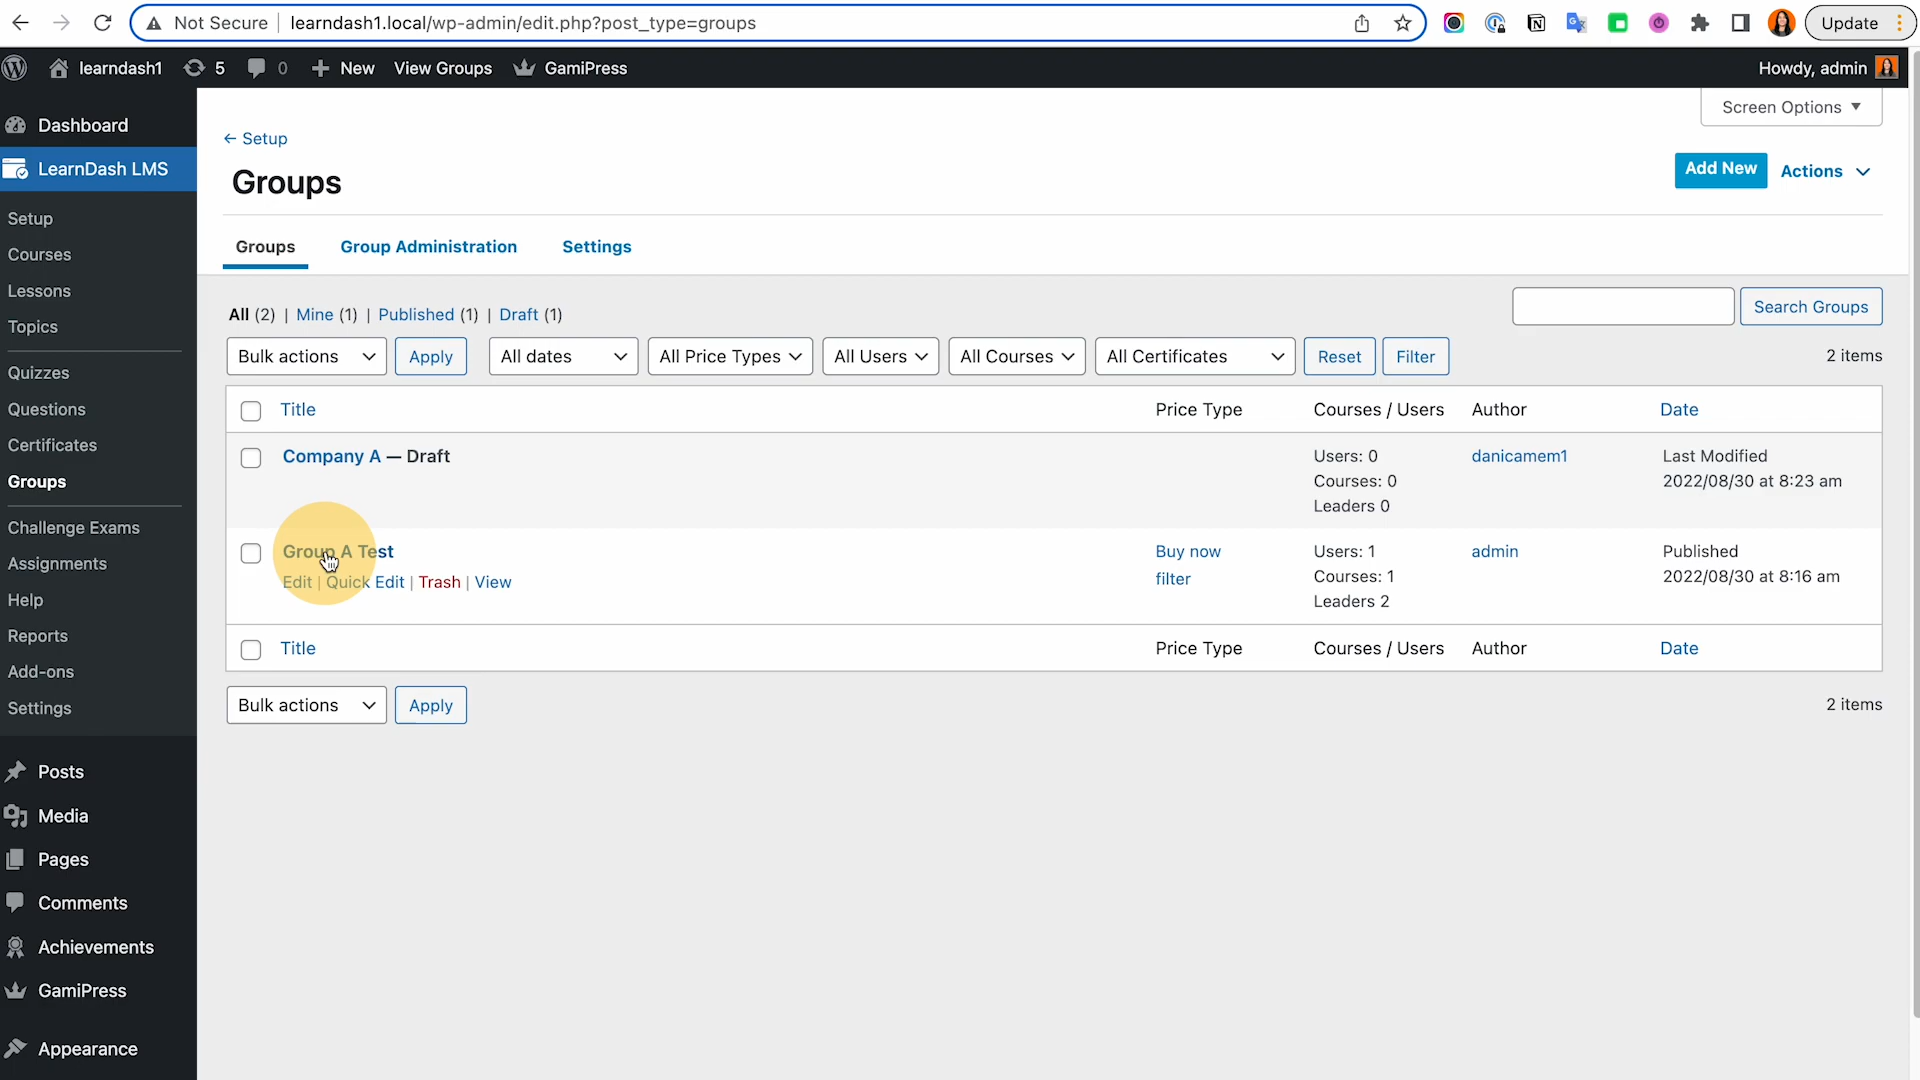 Not Secure | learndash1.local/wp-admin/edit.php?post_type=groups
Update
learndash1 5 0 New View Groups GamiPress
Howdy, admin
Screen Options
Dashboard
LearnDash LMS
Setup
Courses
Lessons
Topics
Quizzes
Questions
Certificates
Groups
Challenge Exams
Assignments
Help
Reports
Add-ons
Settings
Posts
Media
Pages
Comments
Achievements
GamiPress
Appearance
← Setup
Groups
Add New Actions
Groups Group Administration Settings
All (2) | Mine (1) | Published (1) | Draft (1)
Search Groups
Bulk actions Apply All dates All Price Types All Users All Courses All Certificates Reset Filter 2 items
Title Price Type Courses / Users Author Date
Company A — Draft Users: 0 danicamem1 Last Modified
Courses: 0 2022/08/30 at 8:23 am
Leaders 0
Group A Test Buy now Users: 1 admin Published
Edit | Quick Edit | Trash | View filter Courses: 1 2022/08/30 at 8:16 am
Leaders 2
Title Price Type Courses / Users Author Date
Bulk actions Apply 2 items